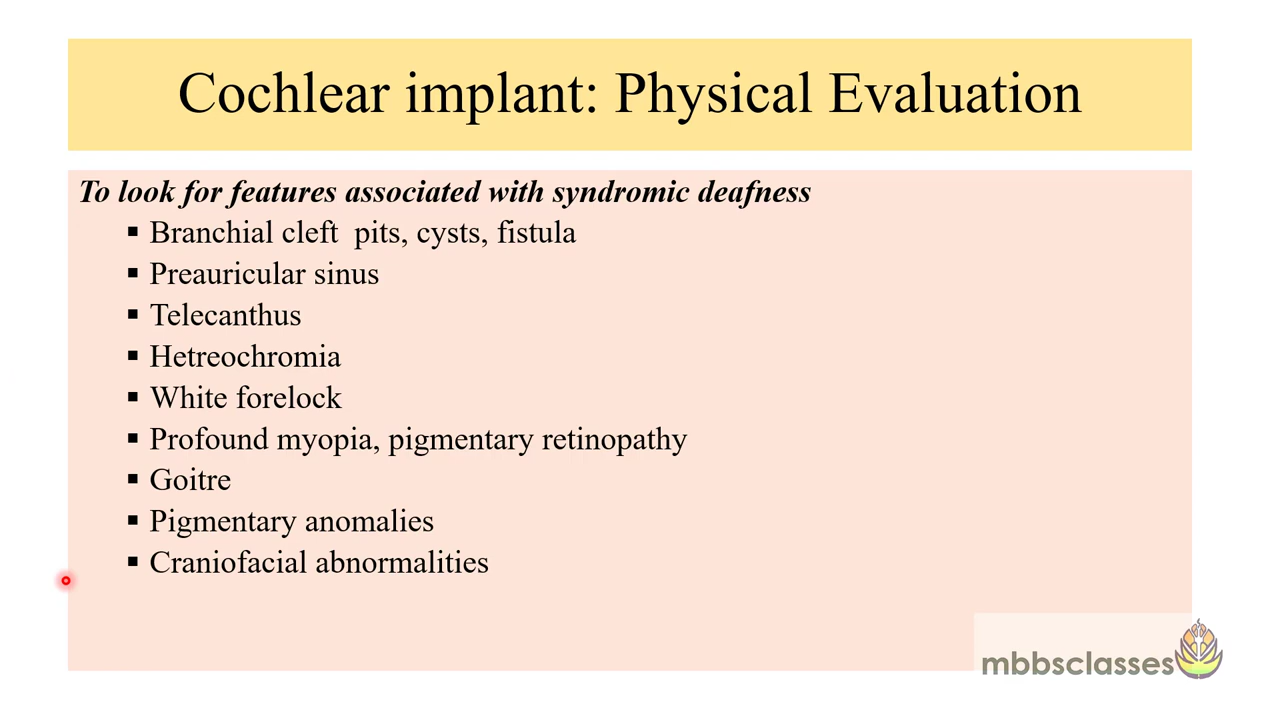 Cochlear implant: Physical Evaluation
To look for features associated with syndromic deafness
▪ Branchial cleft pits, cysts, fistula
▪ Preauricular sinus
▪ Telecanthus
▪ Hetreochromia
▪ White forelock
▪ Profound myopia, pigmentary retinopathy
▪ Goitre
▪ Pigmentary anomalies
▪ Craniofacial abnormalities
mbbsclasses